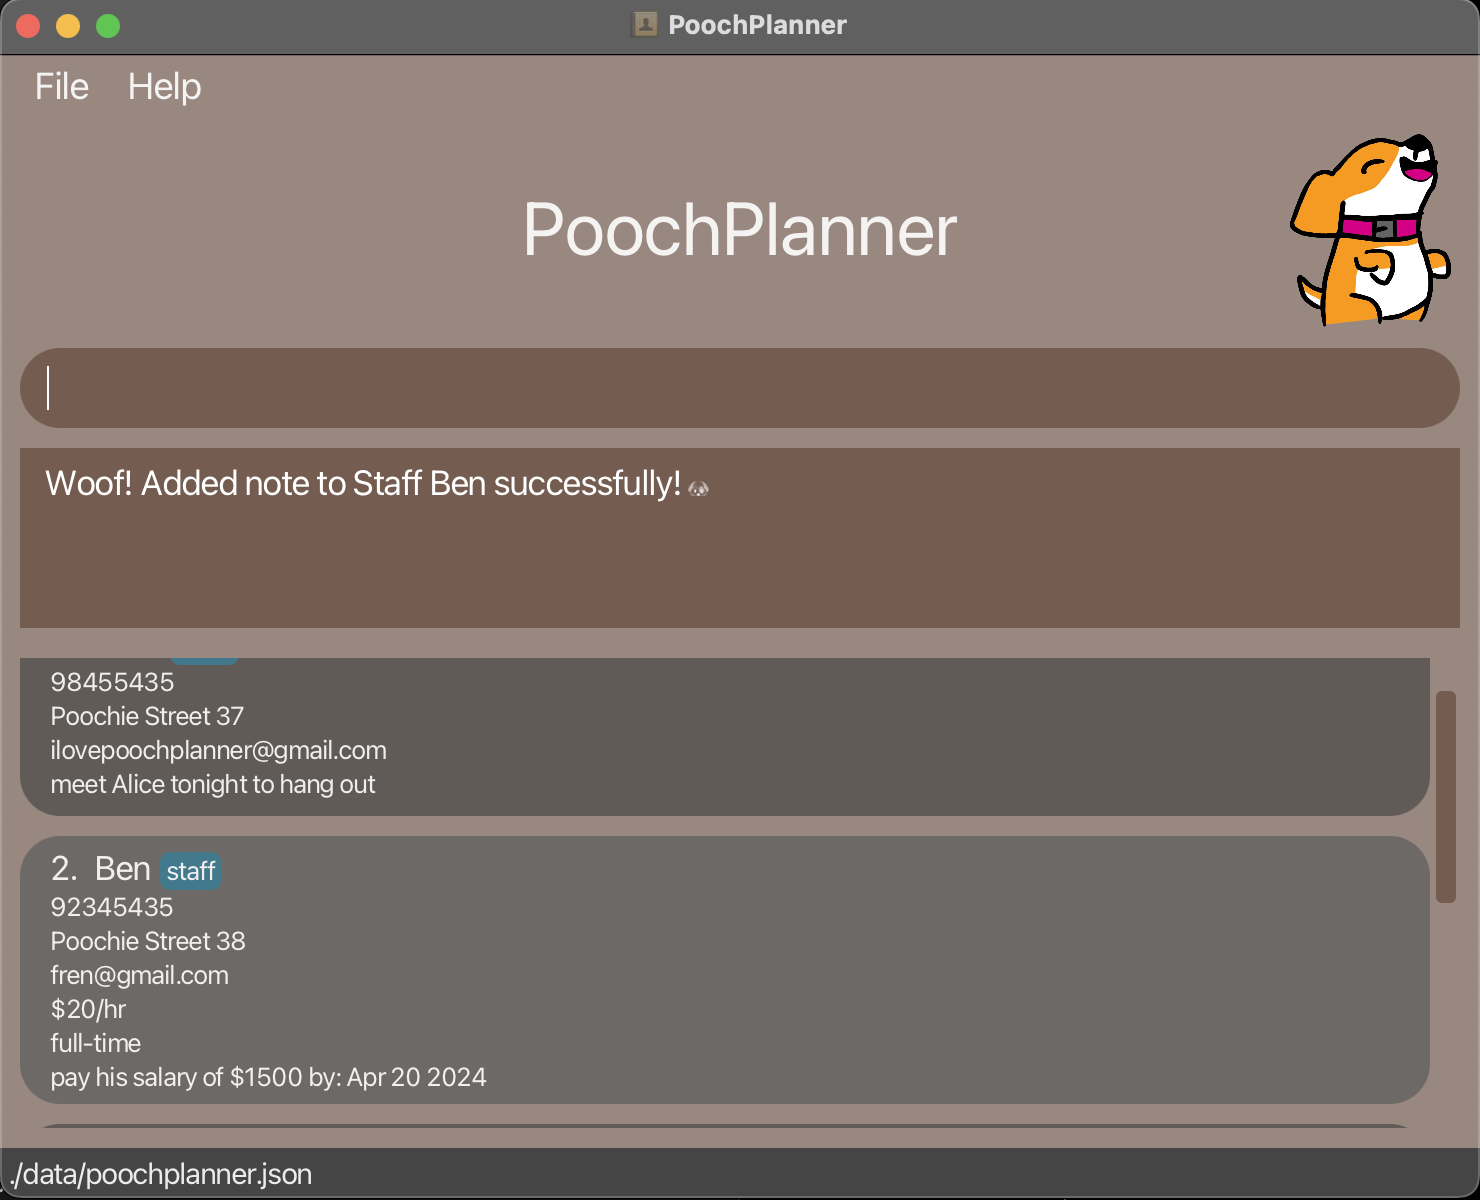 PoochPlanner
File Help
PoochPlanner
Woof! Added note to Staff Ben successfully!
98455435
Poochie Street 37
ilovepoochplanner@gmail.com
meet Alice tonight to hang out
2. Ben staff
92345435
Poochie Street 38
fren@gmail.com
$20/hr
full-time
pay his salary of $1500 by: Apr 20 2024
./data/poochplanner.json